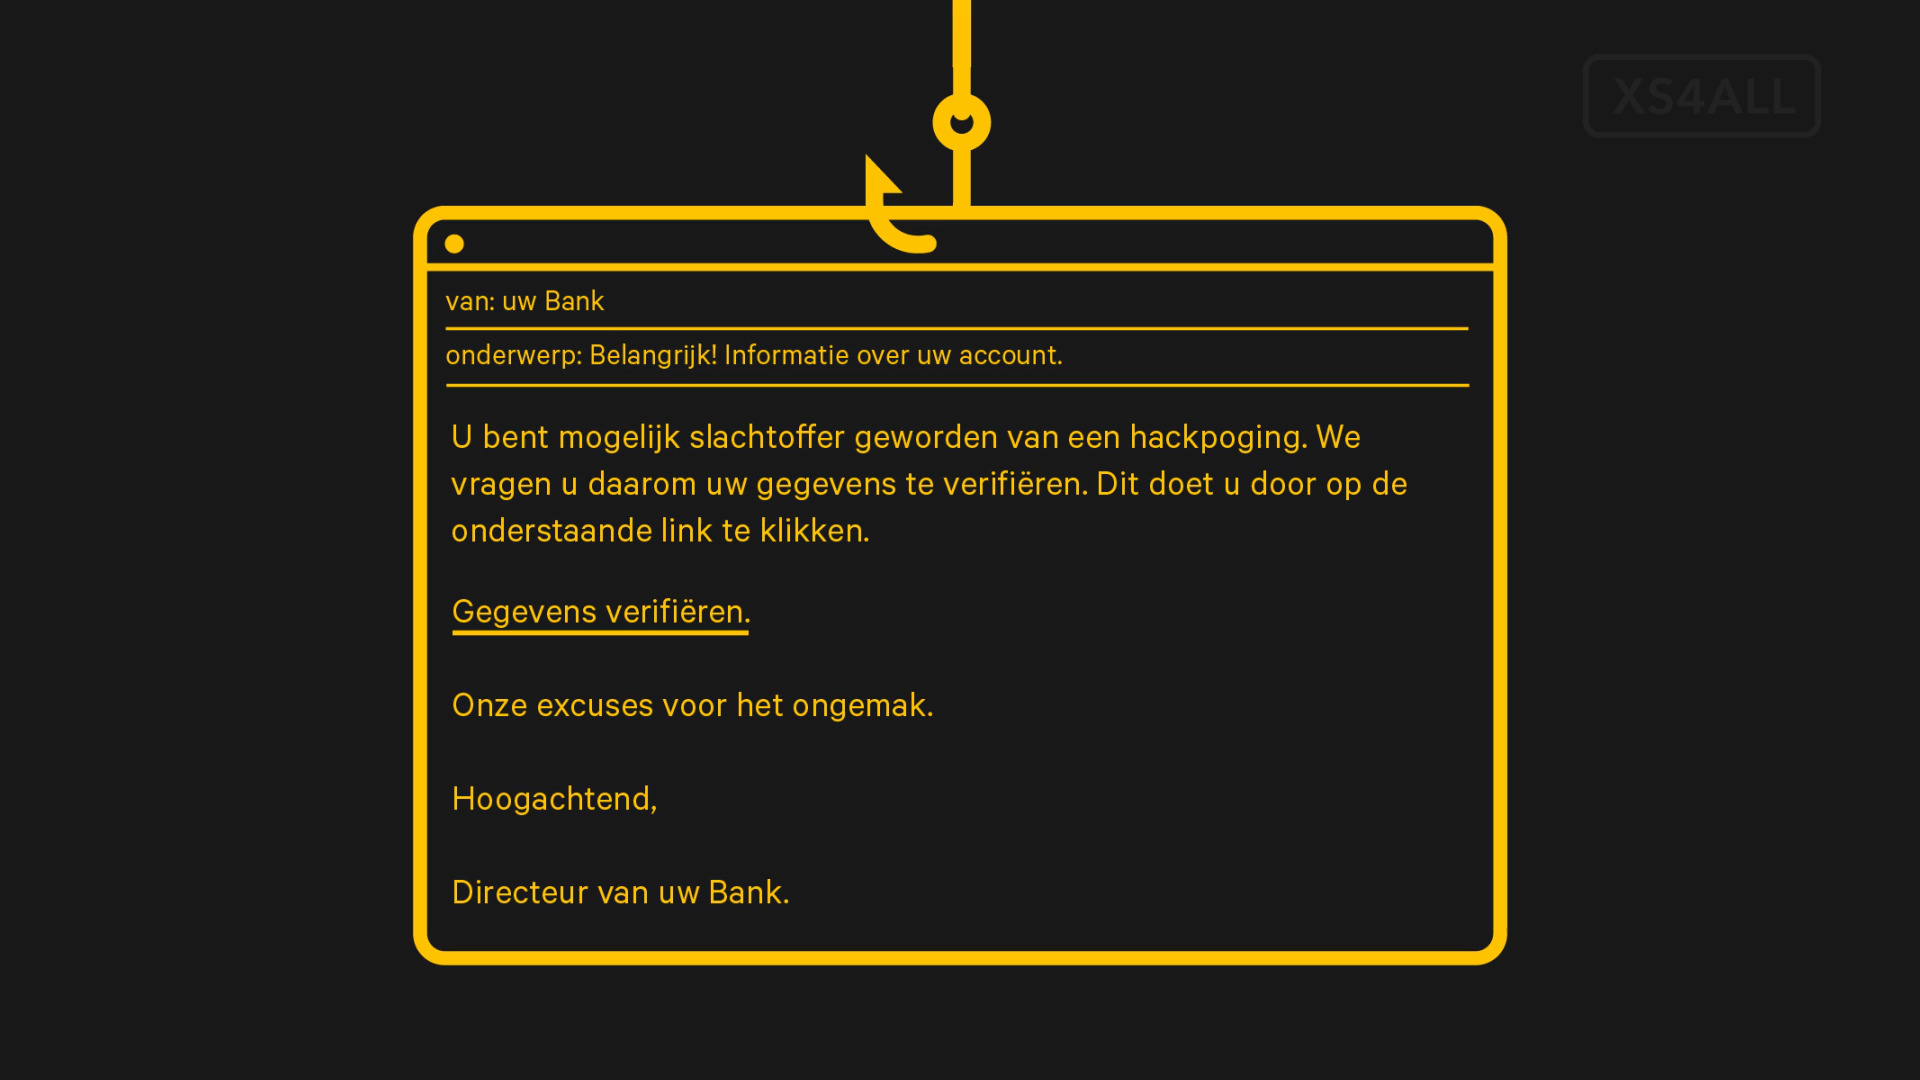 XS4ALL
van: uw Bank
onderwerp: Belangrijk! Informatie over uw account.
U bent mogelijk slachtoffer geworden van een hackpoging. We
vragen u daarom uw gegevens te verifiëren. Dit doet u door op de
onderstaande link te klikken.
Gegevens verifiëren.
Onze excuses voor het ongemak.
Hoogachtend,
Directeur van uw Bank.